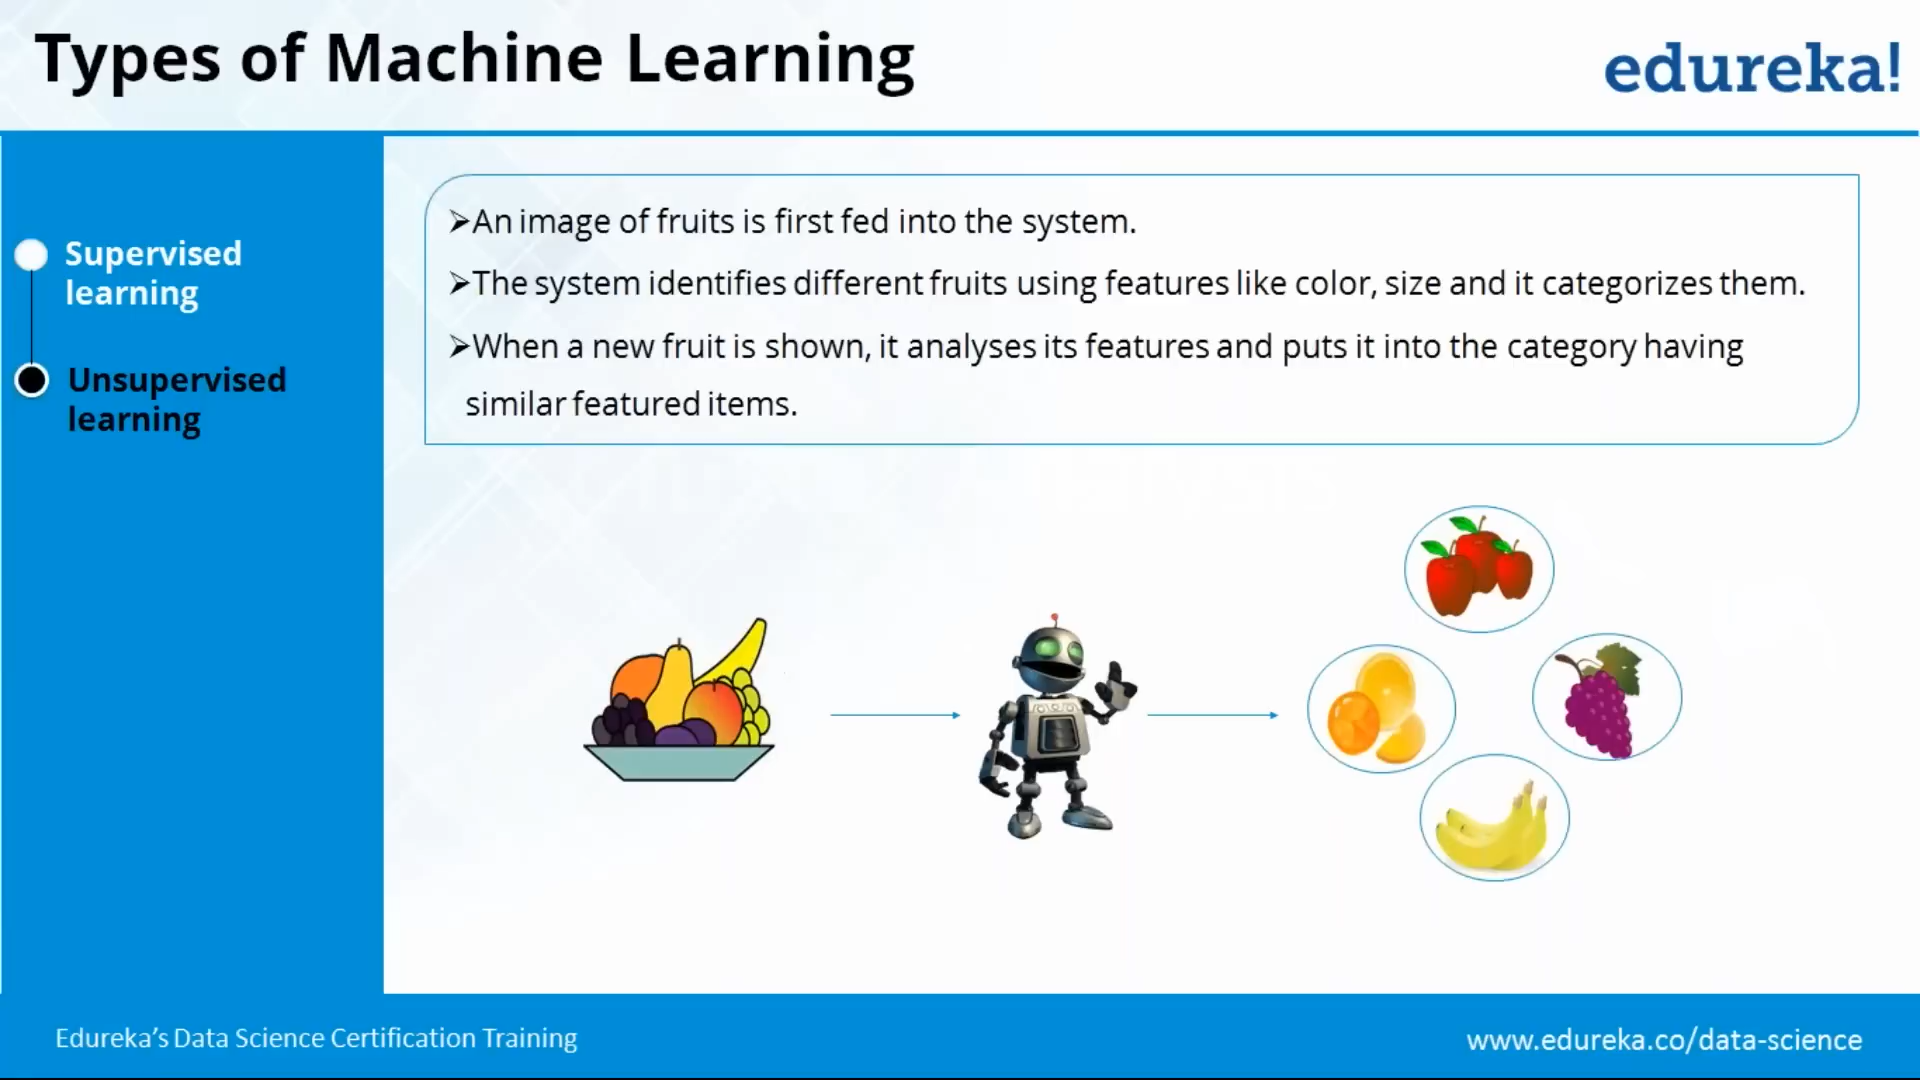 Types of Machine Learning
edureka!
Supervised
learning
Unsupervised
learning
➢An image of fruits is first fed into the system.
➢The system identifies different fruits using features like color, size and it categorizes them.
➢When a new fruit is shown, it analyses its features and puts it into the category having
similar featured items.
Edureka’s Data Science Certification Training
www.edureka.co/data-science